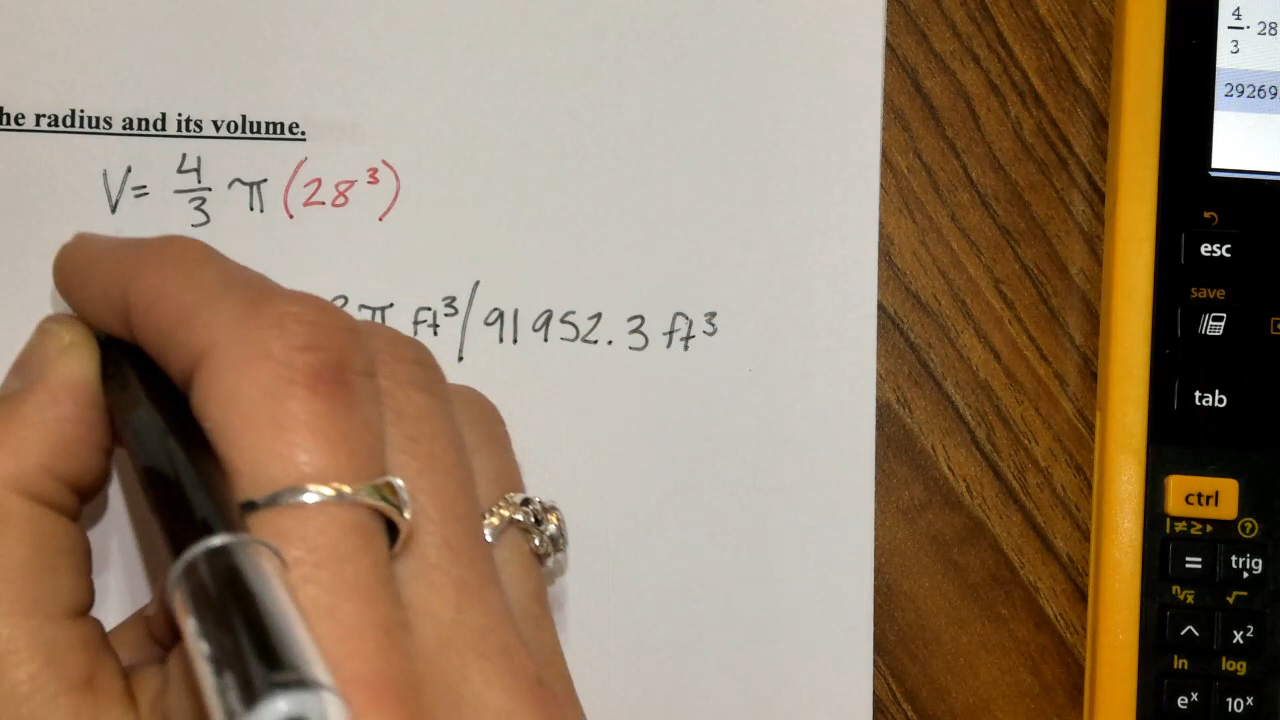 he radius and its volume.
V = 4/3 π (28³)
π ft³/91952.3 ft³
4/3 · 28
29269
esc
save
tab
ctrl
|≠≥▸ ?
= trig
ⁿ√x √
^ x²
ln log
eˣ 10ˣ